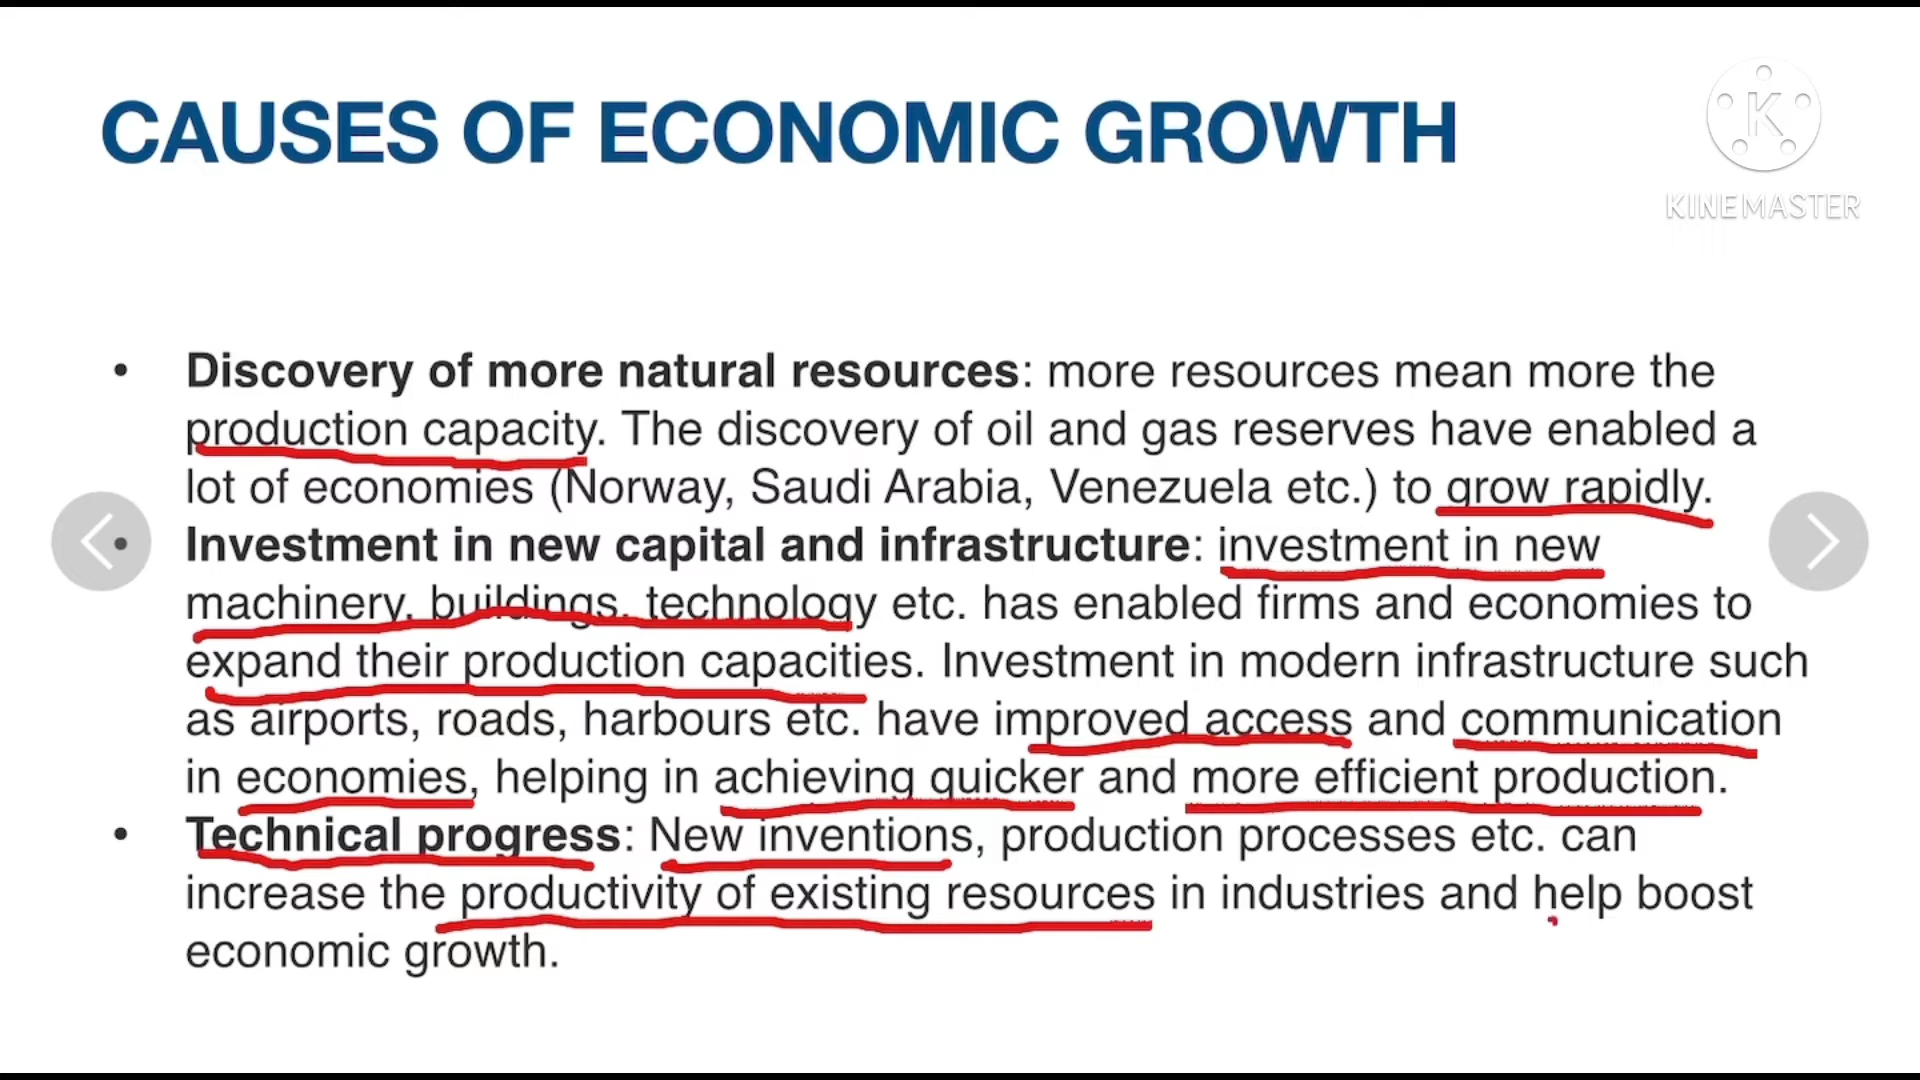 CAUSES OF ECONOMIC GROWTH
K
KINEMASTER
• Discovery of more natural resources: more resources mean more the
production capacity. The discovery of oil and gas reserves have enabled a
lot of economies (Norway, Saudi Arabia, Venezuela etc.) to grow rapidly.
• Investment in new capital and infrastructure: investment in new
machinery, buildings, technology etc. has enabled firms and economies to
expand their production capacities. Investment in modern infrastructure such
as airports, roads, harbours etc. have improved access and communication
in economies, helping in achieving quicker and more efficient production.
• Technical progress: New inventions, production processes etc. can
increase the productivity of existing resources in industries and help boost
economic growth.